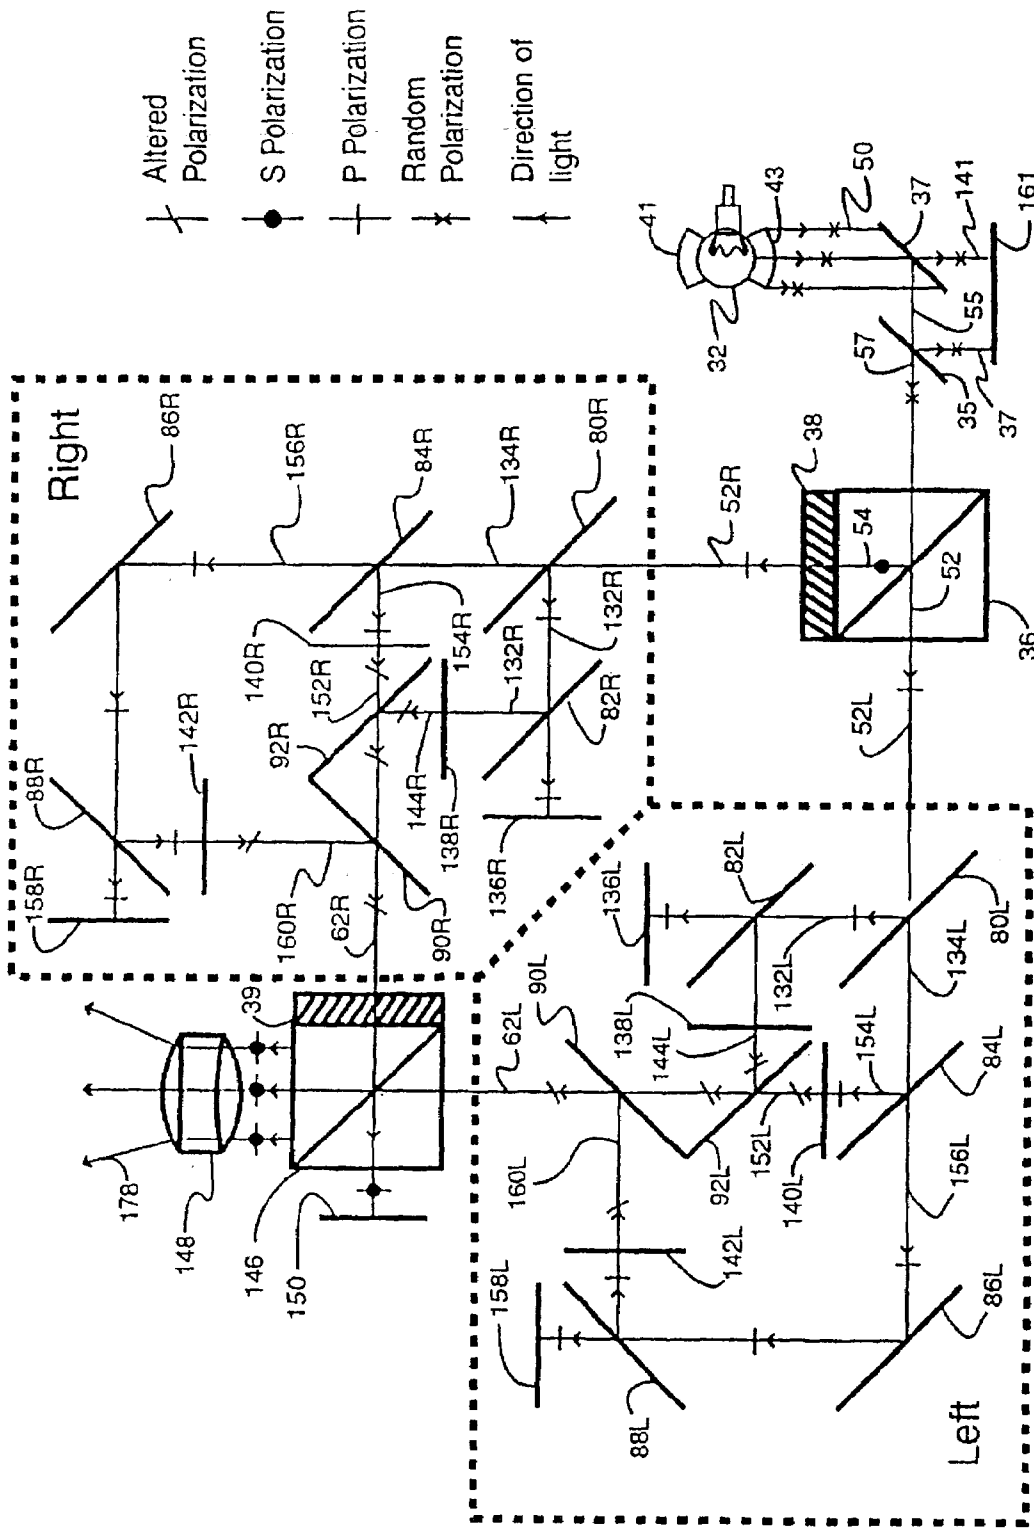 Altered
Polarization
S Polarization
P Polarization
Random
Polarization
Direction of
light
Right
86R
156R
84R
134R
80R
52R
38
54
52
36
52L
88R
142R
158R
160R
62R
90R
92R
140R
152R
154R
144R
138R
132R
132R
82R
136R
41
43
50
37
141
161
32
55
57
35
37
178
148
146
150
39
62L
90L
92L
160L
158L
142L
88L
86L
156L
84L
154L
152L
140L
144L
138L
136L
82L
132L
134L
80L
Left